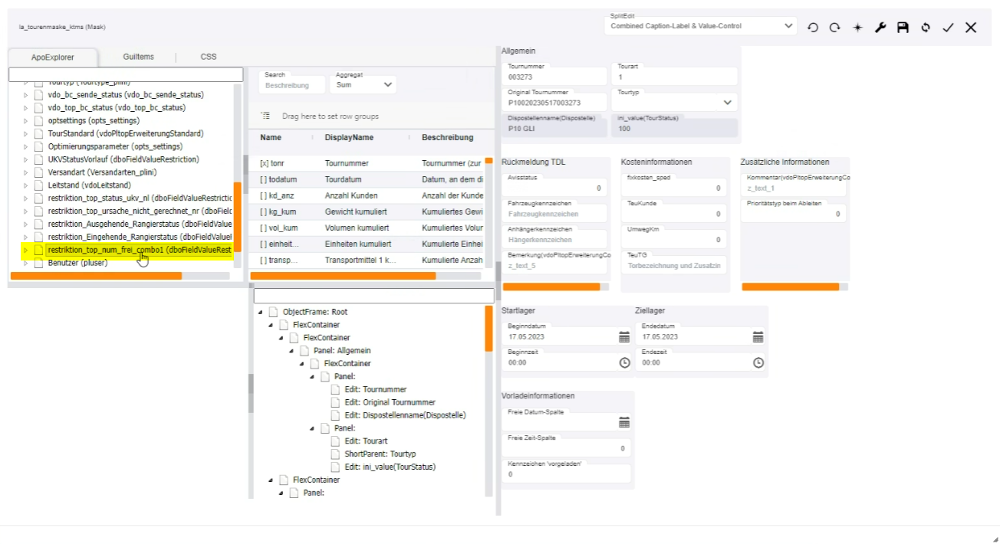 la_tourenmaske_ktms (Mask)
SplitEdit
Combined Caption-Label & Value-Control
ApoExplorer
GuiItems
CSS
Tourtyp (Tourtype_plini)
vdo_bc_sende_status (vdo_bc_sende_status)
vdo_top_bc_status (vdo_top_bc_status)
optsettings (opts_settings)
TourStandard (vdoPltopErweiterungStandard)
Optimierungsparameter (opts_settings)
UKVStatusVorlauf (dboFieldValueRestriction)
Versandart (Versandarten_plini)
Leitstand (vdoLeitstand)
restriktion_top_status_ukv_nl (dboFieldValueRestrictic
restriktion_top_ursache_nicht_gerechnet_nr (dboFielc
restriktion_Ausgehende_Rangierstatus (dboFieldValue
restriktion_Eingehende_Rangierstatus (dboFieldValueI
restriktion_top_num_frei_combo1 (dboFieldValueRest
Benutzer (pluser)
Search
Beschreibung
Aggregat
Sum
Drag here to set row groups
Name DisplayName Beschreibung
[x] tonr Tournummer Tournummer (zur
[ ] todatum Tourdatum Datum, an dem di
[ ] kd_anz Anzahl Kunden Anzahl der Kunde
[ ] kg_kum Gewicht kumuliert Kumuliertes Gewi
[ ] vol_kum Volumen kumuliert Kumuliertes Volur
[ ] einheit... Einheiten kumuliert Kumulierte Einhei
[ ] transp... Transportmittel 1 k... Kumulierte Anzah
ObjectFrame: Root
FlexContainer
FlexContainer
Panel: Allgemein
FlexContainer
Panel:
Edit: Tournummer
Edit: Original Tournummer
Edit: Dispostellenname(Dispostelle)
Panel:
Edit: Tourart
ShortParent: Tourtyp
Edit: ini_value(TourStatus)
FlexContainer
Panel:
Allgemein
Tournummer
003273
Tourart
1
Original Tournummer
P10020230517003273
Tourtyp
Dispostellenname(Dispostelle)
P10 GLI
ini_value(TourStatus)
100
Rückmeldung TDL
Avisstatus
0
Fahrzeugkennzeichen
Fahrzeugkennzeichen
Anhängerkennzeichen
Hängerkennzeichen
Bemerkung(vdoPltopErweiterungCo
z_text_5
Kosteninformationen
fixkosten_sped
0
TeuKunde
0
UmwegKm
0
TeuTG
Torbezeichnung und Zusatzin
Zusätzliche Informationen
Kommentar(vdoPltopErweiterungCo
z_text_1
Prioritätstyp beim Ableiten
0
Startlager
Beginndatum
17.05.2023
Beginnzeit
00:00
Ziellager
Endedatum
17.05.2023
Endezeit
00:00
Vorladeinformationen
Freie Datum-Spalte
Freie Zeit-Spalte
0
Kennzeichen 'vorgeladen'
0